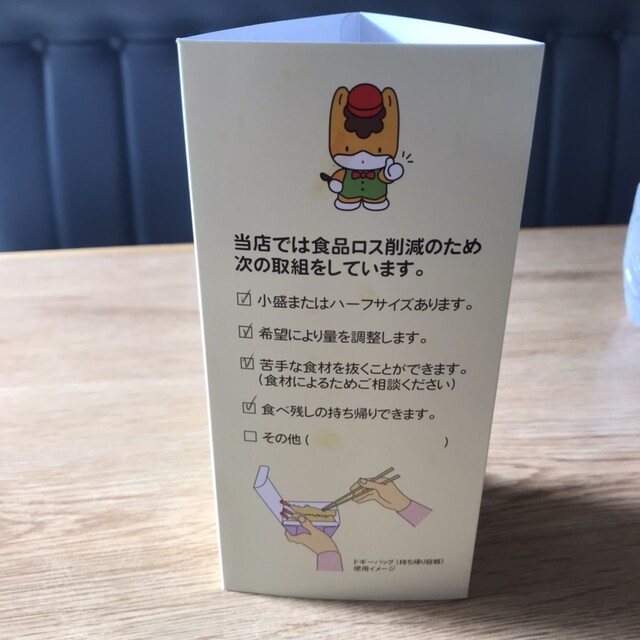 当店では食品ロス削減のため
次の取組をしています。
☑ 小盛またはハーフサイズあります。
☑ 希望により量を調整します。
☑ 苦手な食材を抜くことができます。
（食材によるためご相談ください）
☑ 食べ残しの持ち帰りできます。
☐ その他（　　　　　　　　）
ドギーバッグ（持ち帰り容器）
使用イメージ